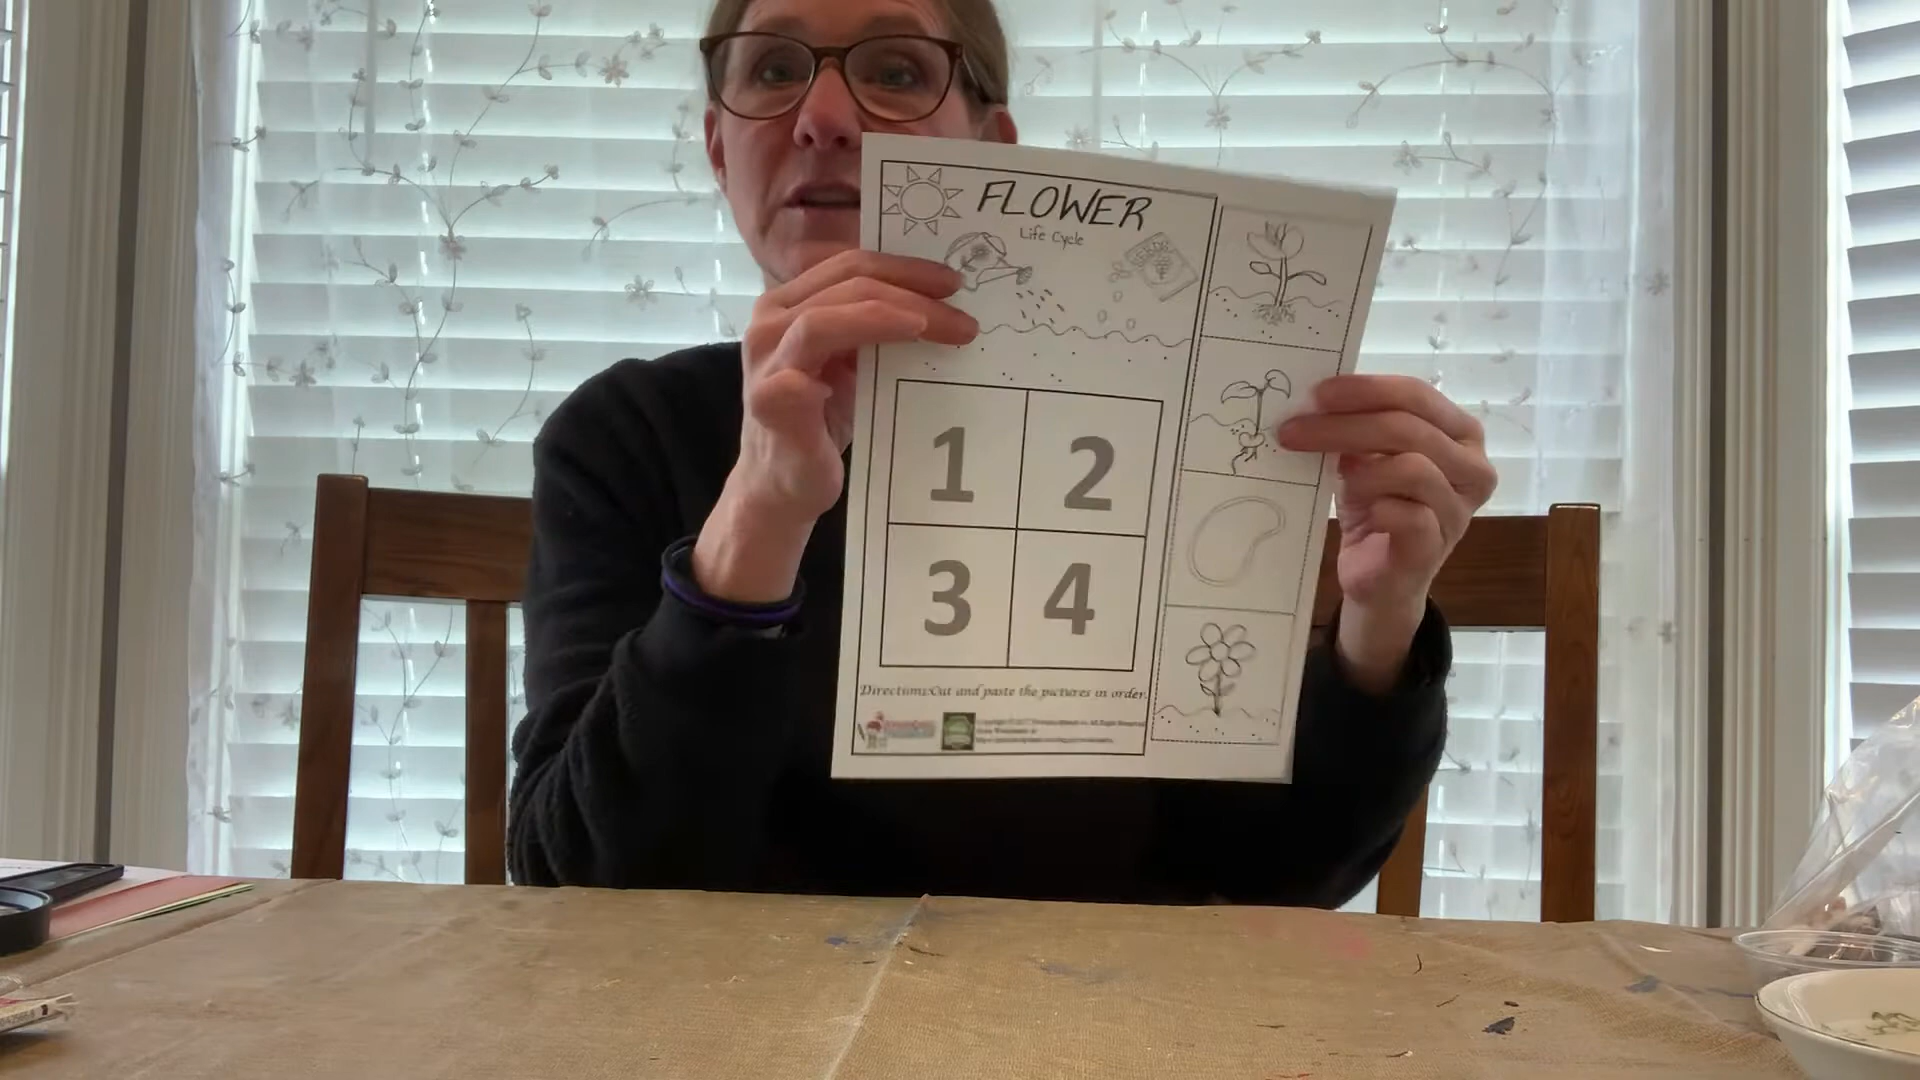 FLOWER
Life Cycle
SEEDS
1 2
3 4
Directions:Cut and paste the pictures in order.